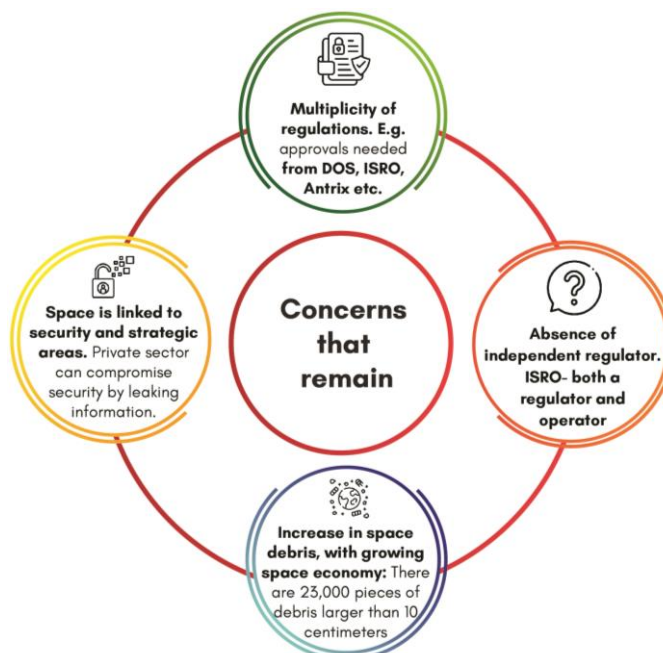 Multiplicity of
regulations. E.g.
approvals needed
from DOS, ISRO,
Antrix etc.
Space is linked to
security and strategic
areas. Private sector
can compromise
security by leaking
information.
Concerns
that
remain
?
Absence of
independent regulator.
ISRO- both a
regulator and
operator
Increase in space
debris, with growing
space economy: There
are 23,000 pieces of
debris larger than 10
centimeters